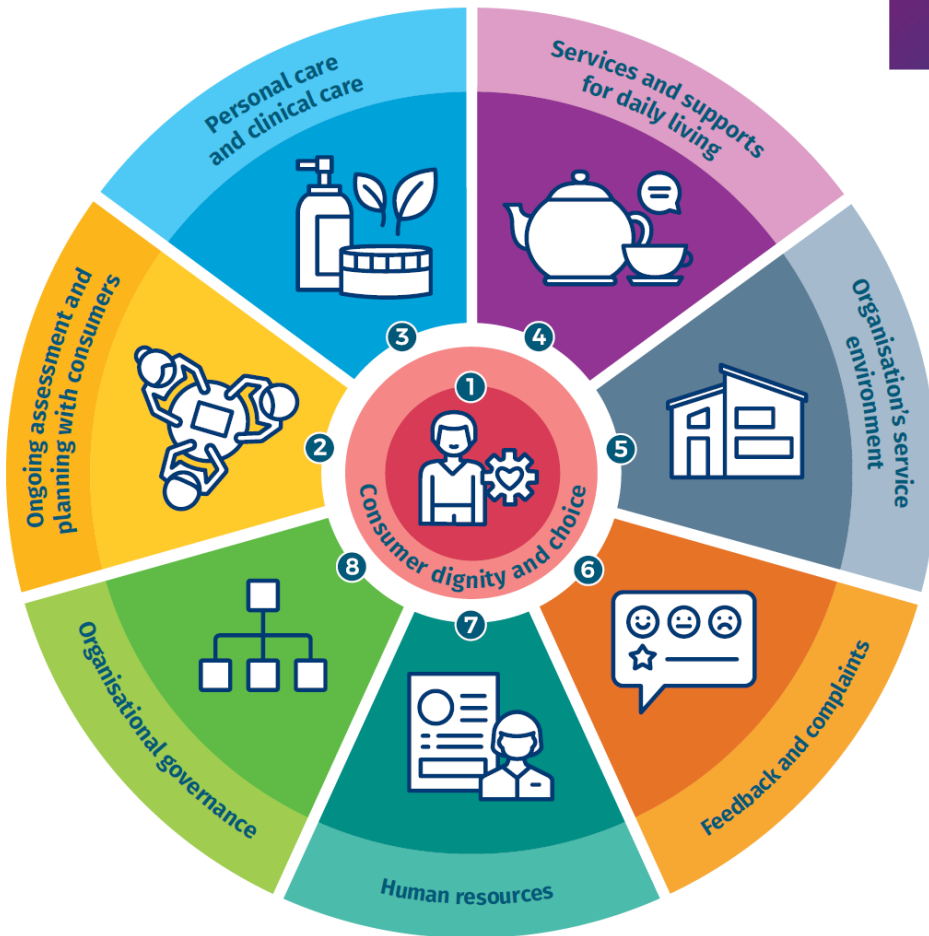 1
Consumer dignity and choice
2
Ongoing assessment and
planning with consumers
3
Personal care
and clinical care
4
Services and supports
for daily living
5
Organisation's service
environment
6
Feedback and complaints
7
Human resources
8
Organisational governance